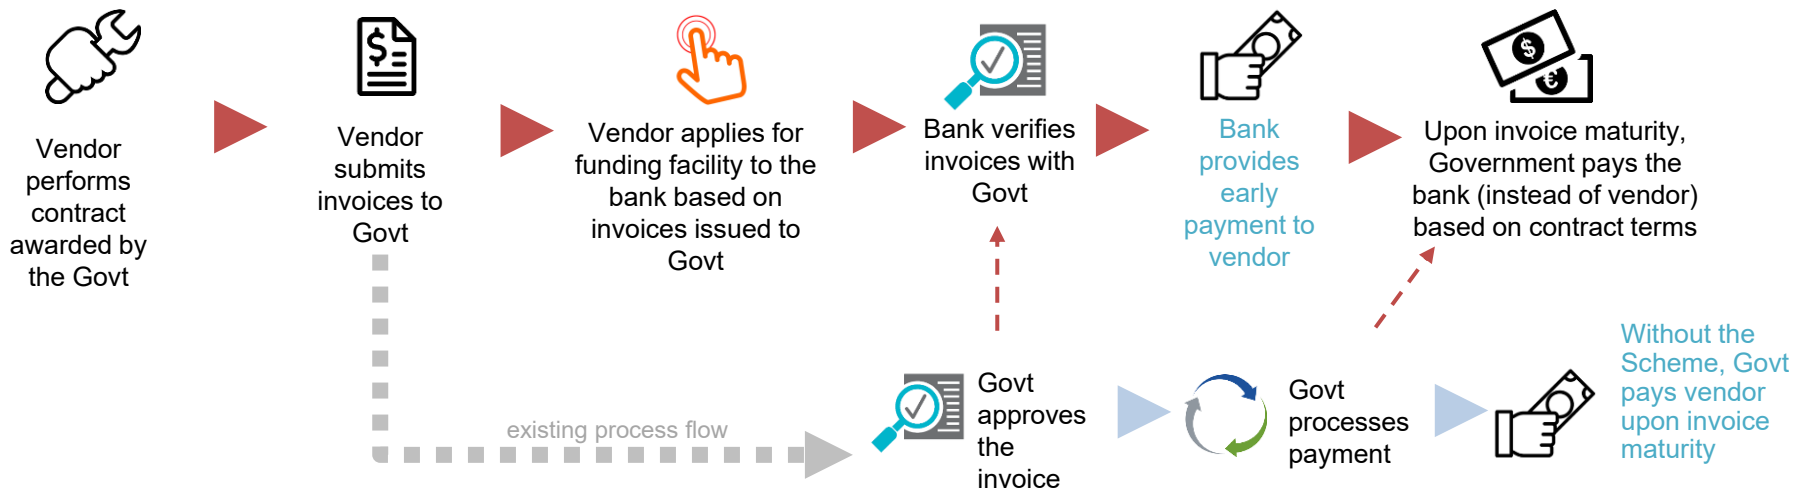 Vendor
performs
contract
awarded by
the Govt
Vendor
submits
invoices to
Govt
Vendor applies for
funding facility to the
bank based on
invoices issued to
Govt
Bank verifies
invoices with
Govt
Bank
provides
early
payment to
vendor
Upon invoice maturity,
Government pays the
bank (instead of vendor)
based on contract terms
existing process flow
Govt
approves
the
invoice
Govt
processes
payment
Without the
Scheme, Govt
pays vendor
upon invoice
maturity